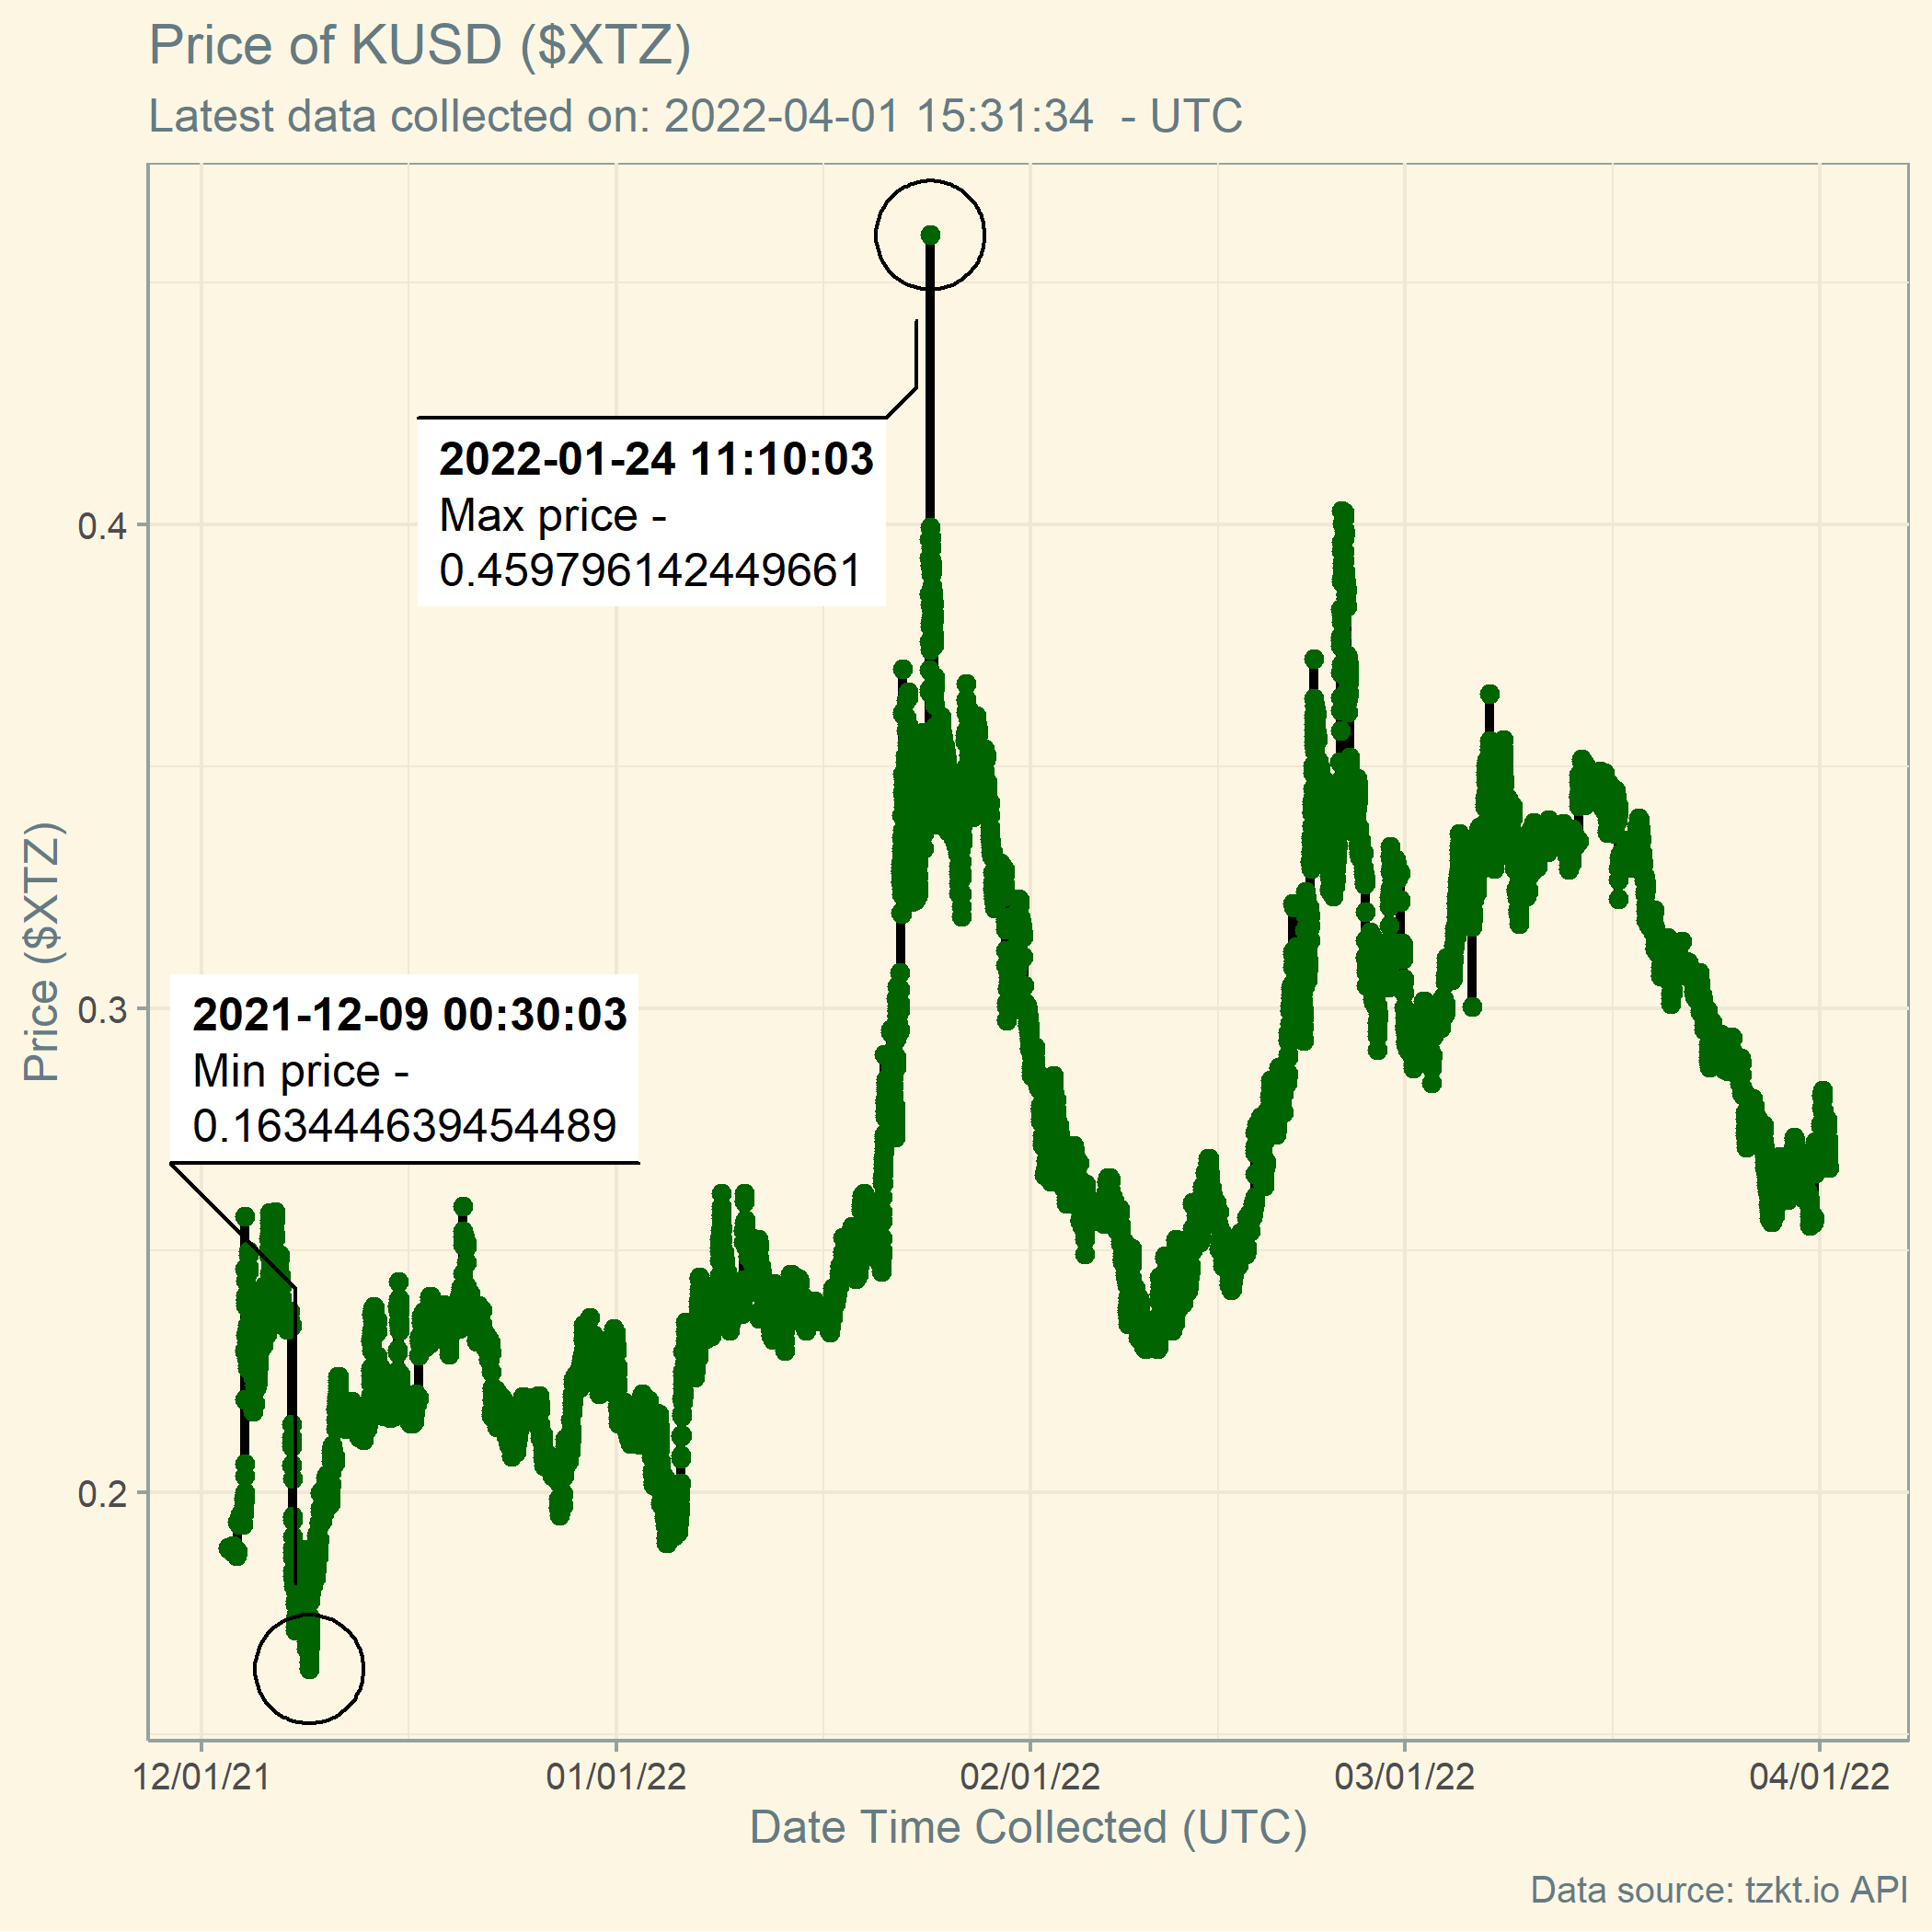 Price of KUSD ($XTZ)
Latest data collected on: 2022-04-01 15:31:34 - UTC
2022-01-24 11:10:03
Max price -
0.459796142449661
0.4
2021-12-09 00:30:03
Min price -
0.163444639454489
0.3
0.2
Price ($XTZ)
12/01/21 01/01/22 02/01/22 03/01/22 04/01/22
Date Time Collected (UTC)
Data source: tzkt.io API